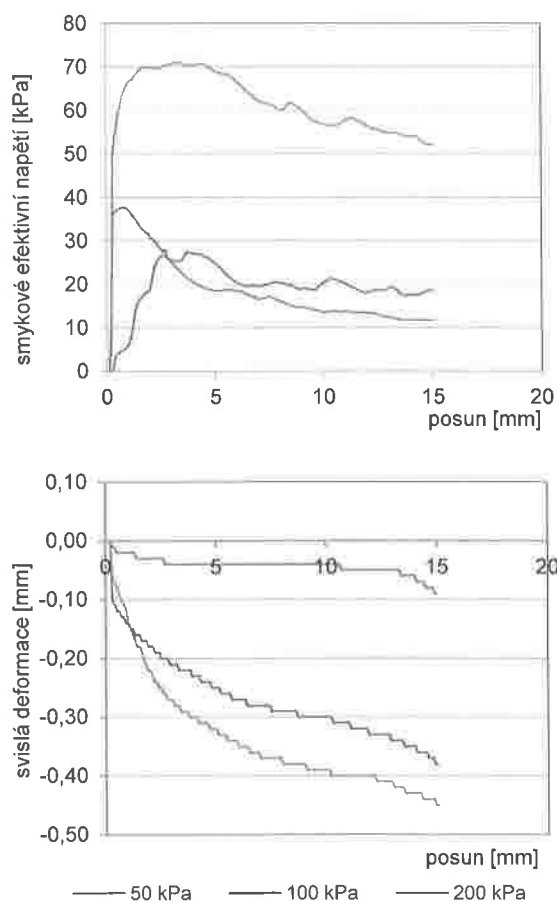 80
70
60
50
40
30
20
10
0
smykové efektivní napětí [kPa]
0 5 10 15 20
posun [mm]
0,10
0,00
-0,10
-0,20
-0,30
-0,40
-0,50
svislá deformace [mm]
0 5 10 15 20
posun [mm]
50 kPa 100 kPa 200 kPa